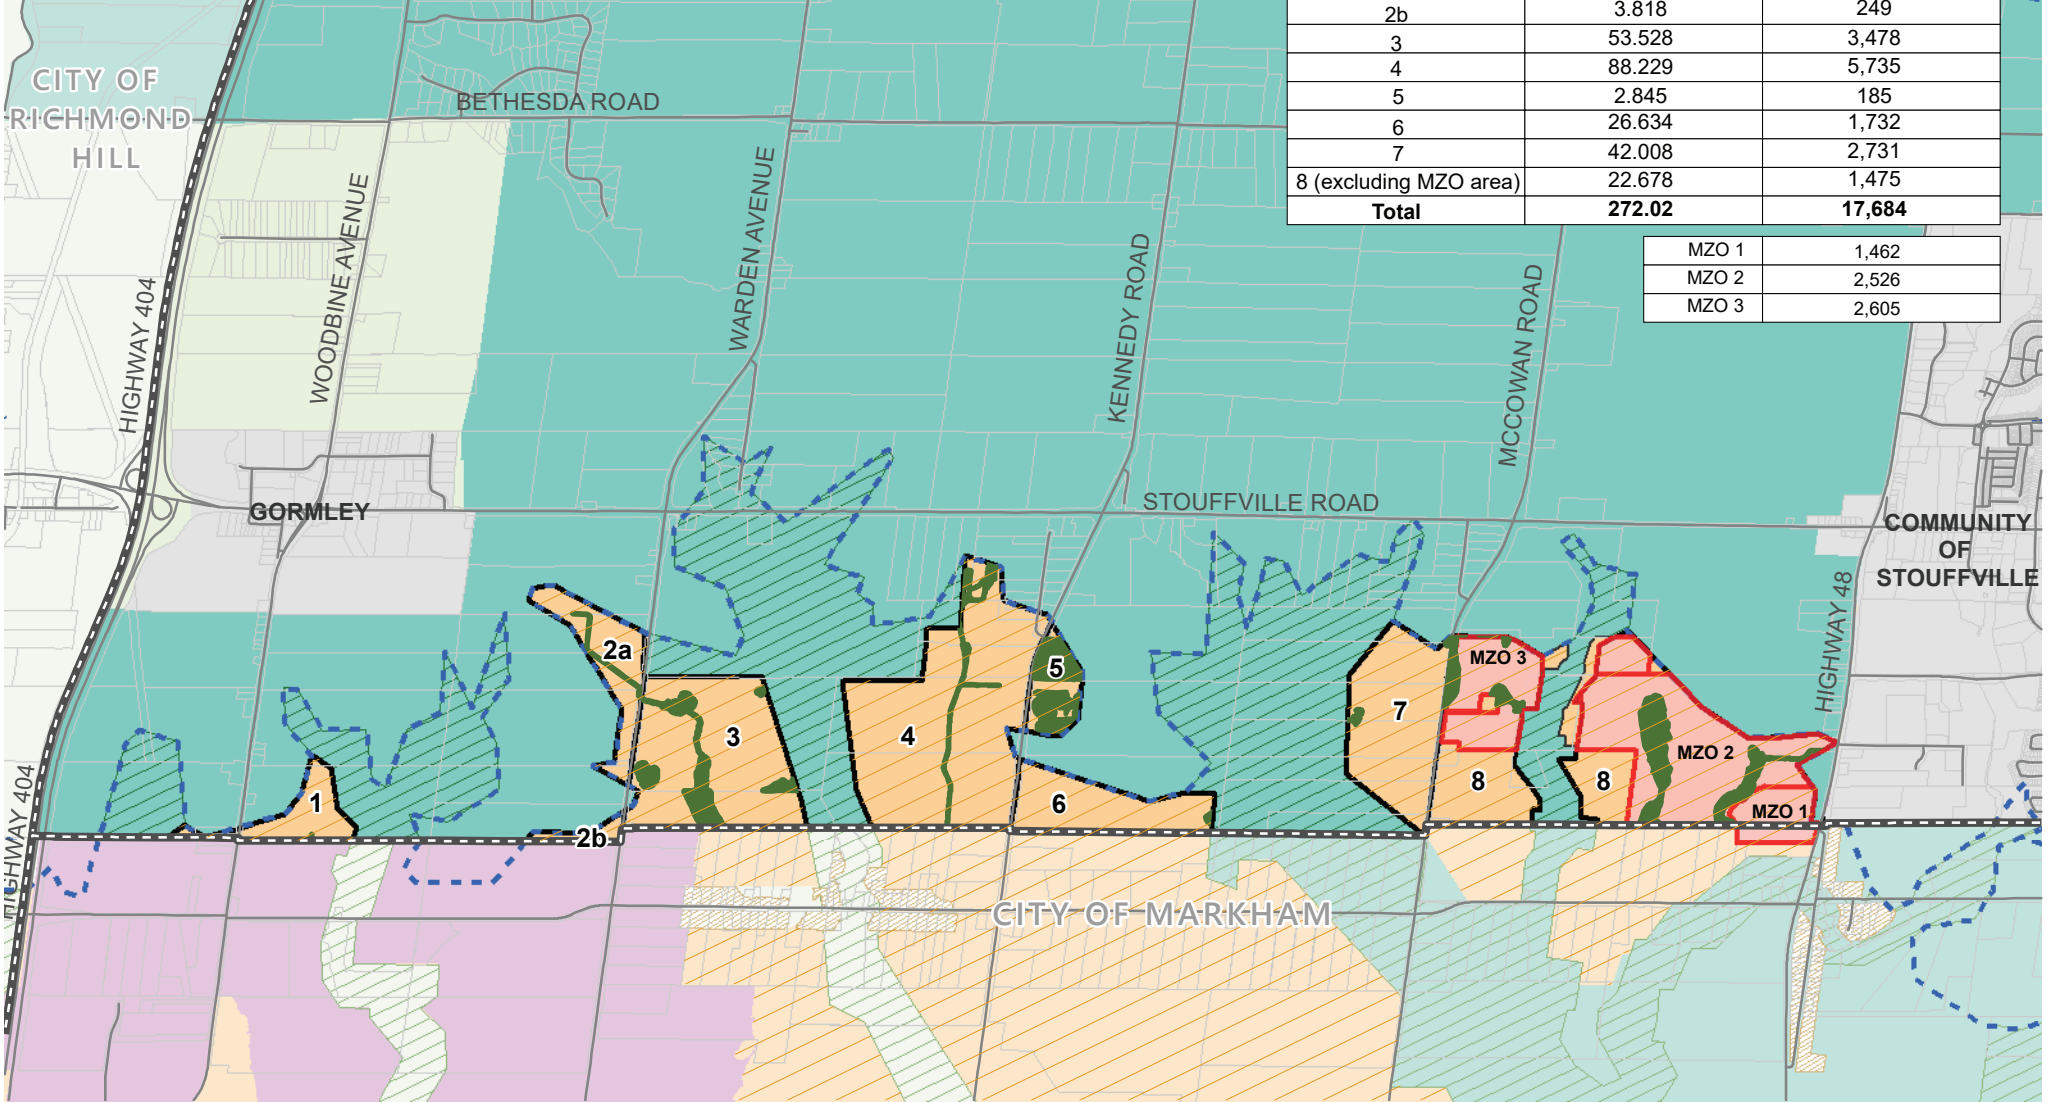 2b 3.818 249
3 53.528 3,478
4 88.229 5,735
5 2.845 185
6 26.634 1,732
7 42.008 2,731
8 (excluding MZO area) 22.678 1,475
Total 272.02 17,684
MZO 1 1,462
MZO 2 2,526
MZO 3 2,605
CITY OF
RICHMOND
HILL
BETHESDA ROAD
WOODBINE AVENUE
WARDEN AVENUE
KENNEDY ROAD
MCCOWAN ROAD
HIGHWAY 404
GORMLEY
STOUFFVILLE ROAD
COMMUNITY
OF
STOUFFVILLE
HIGHWAY 48
2a
3
4
5
7
MZO 3
8
8
MZO 2
MZO 1
1
6
2b
HIGHWAY 404
CITY OF MARKHAM